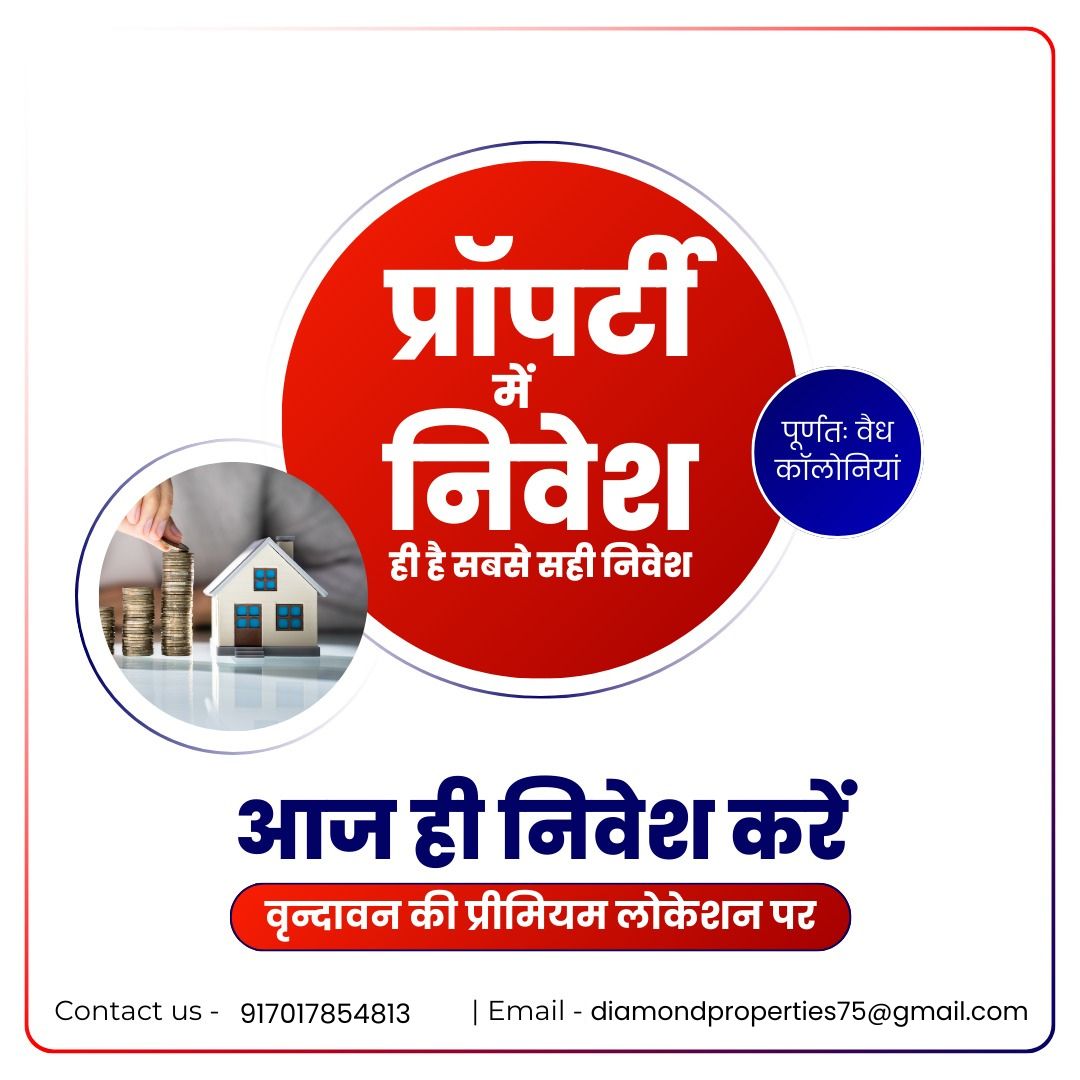 प्रॉपर्टी
में
निवेश
ही है सबसे सही निवेश
पूर्णतः वैध
कॉलोनियां
आज ही निवेश करें
वृन्दावन की प्रीमियम लोकेशन पर
Contact us - 917017854813 | Email - diamondproperties75@gmail.com